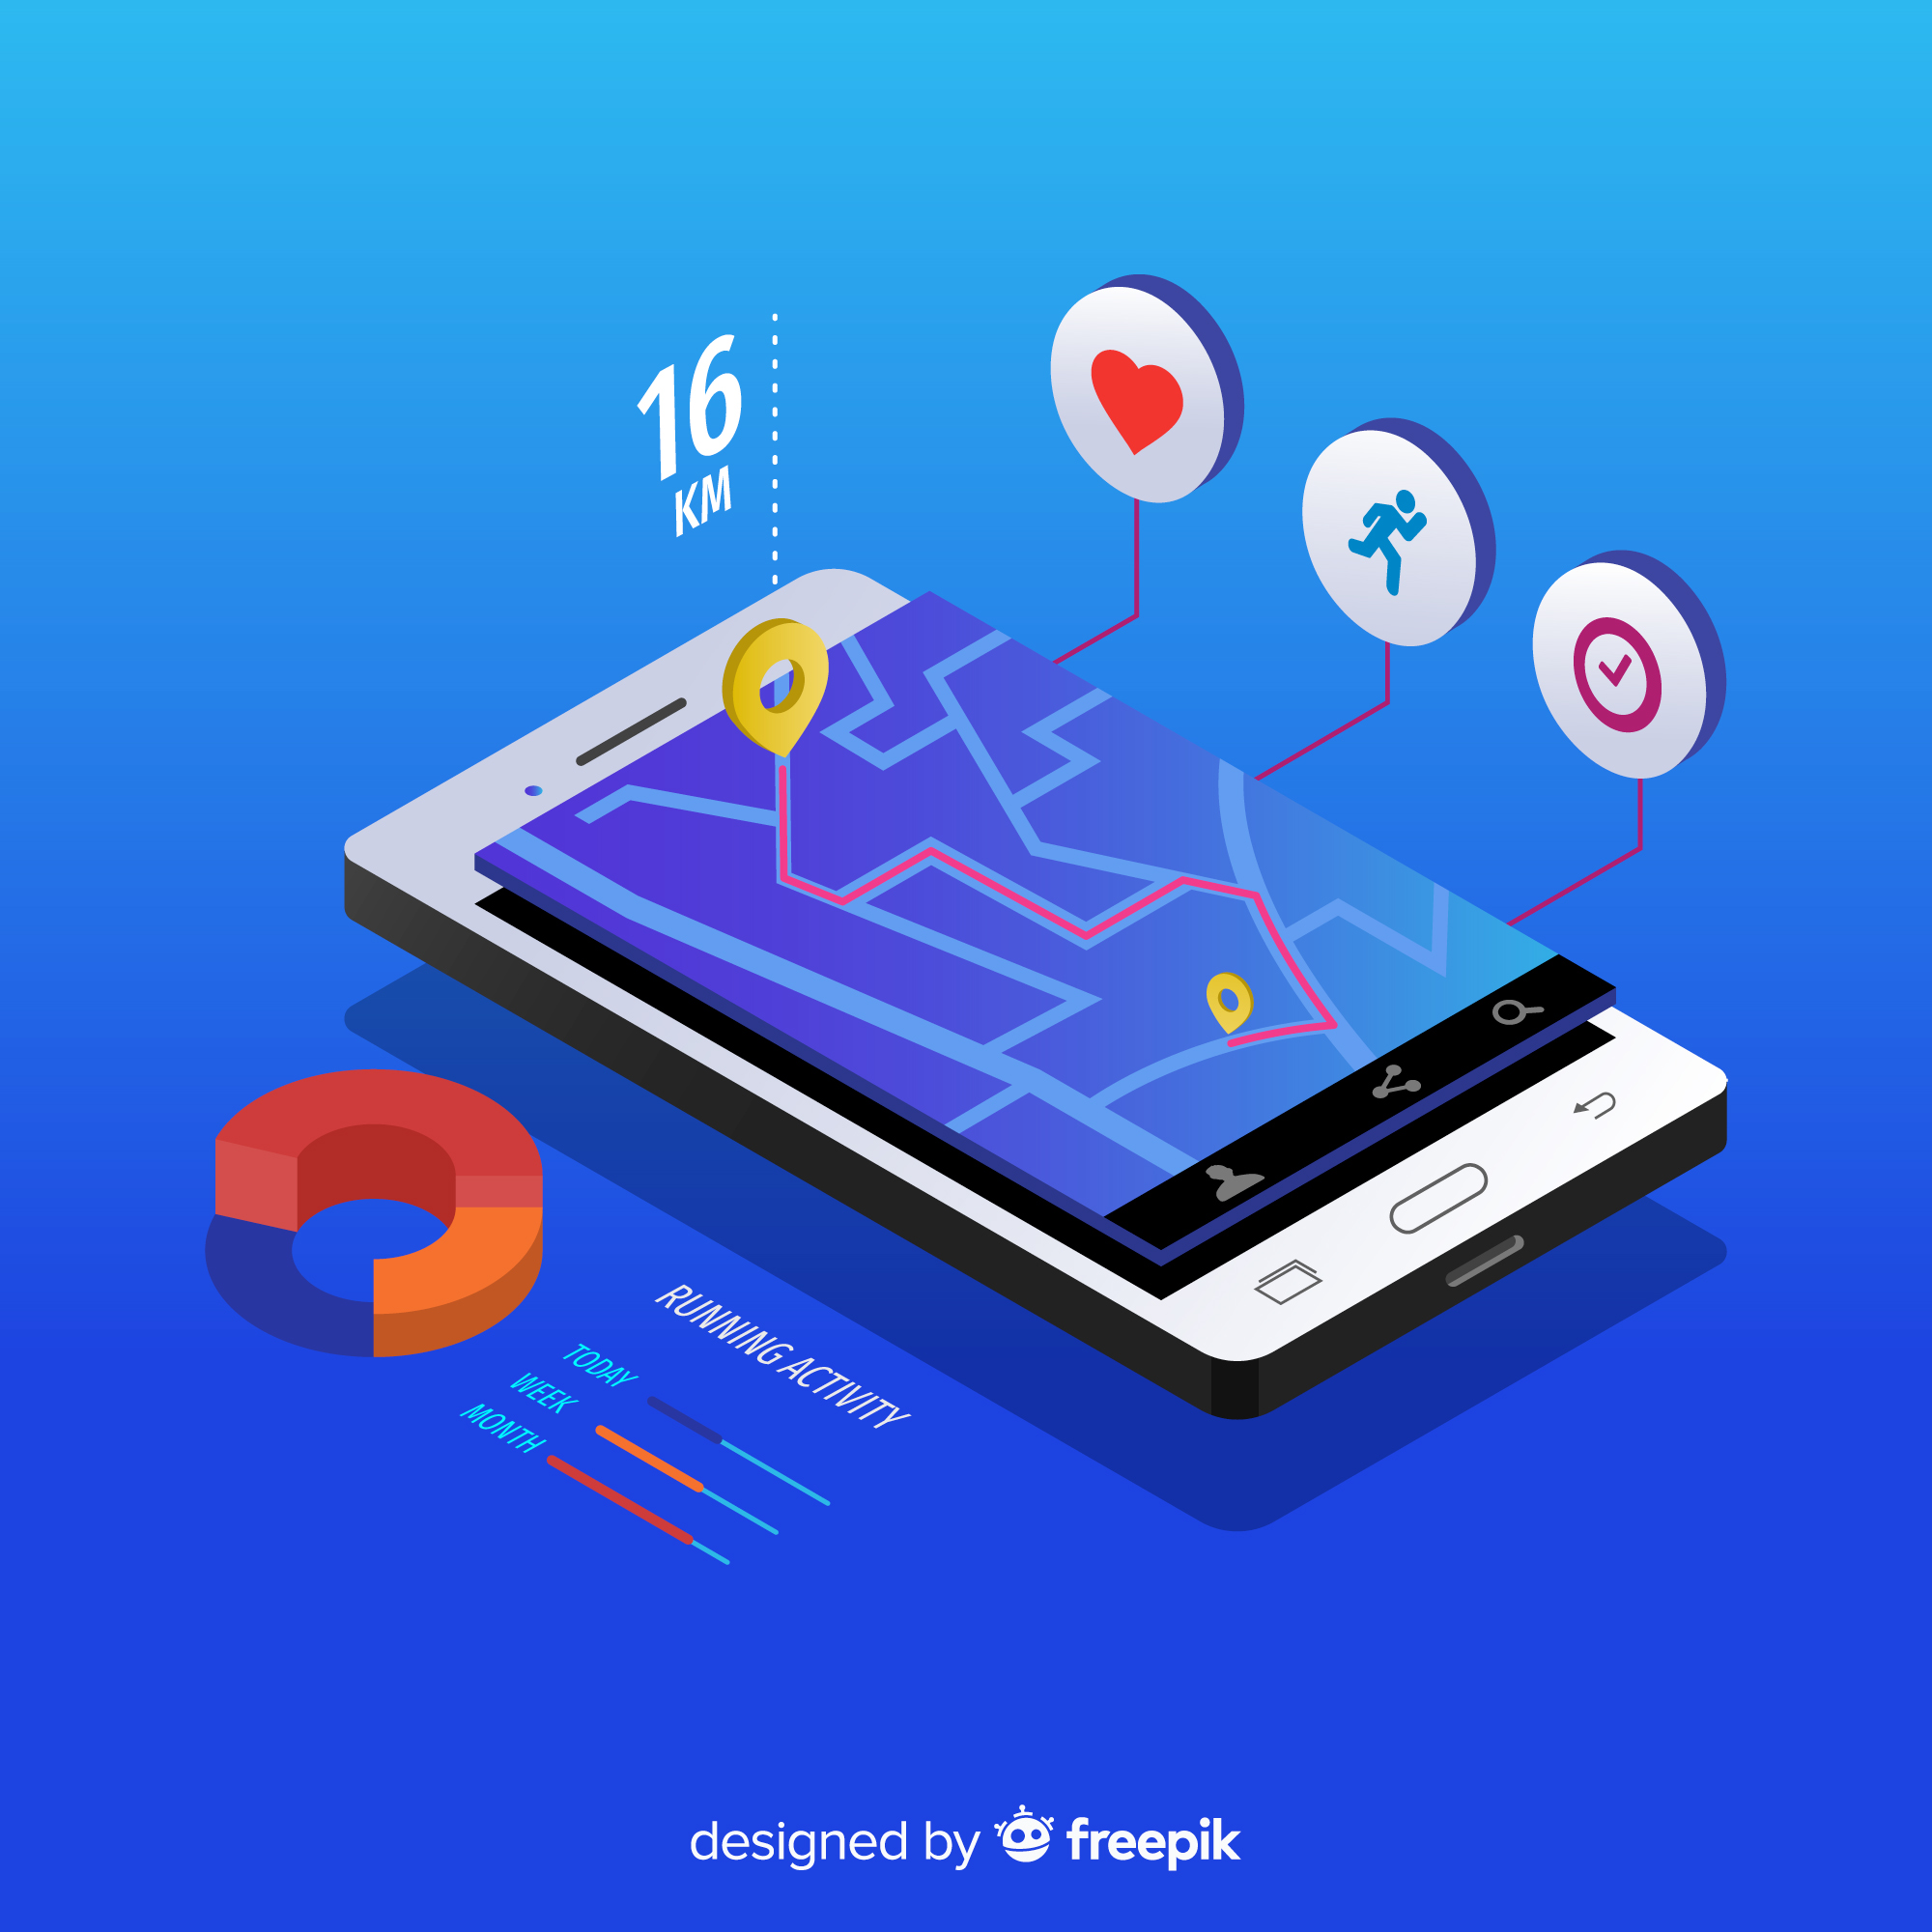 16
KM
RUNNING ACTIVITY
TODAY
WEEK
MONTH
designed by freepik